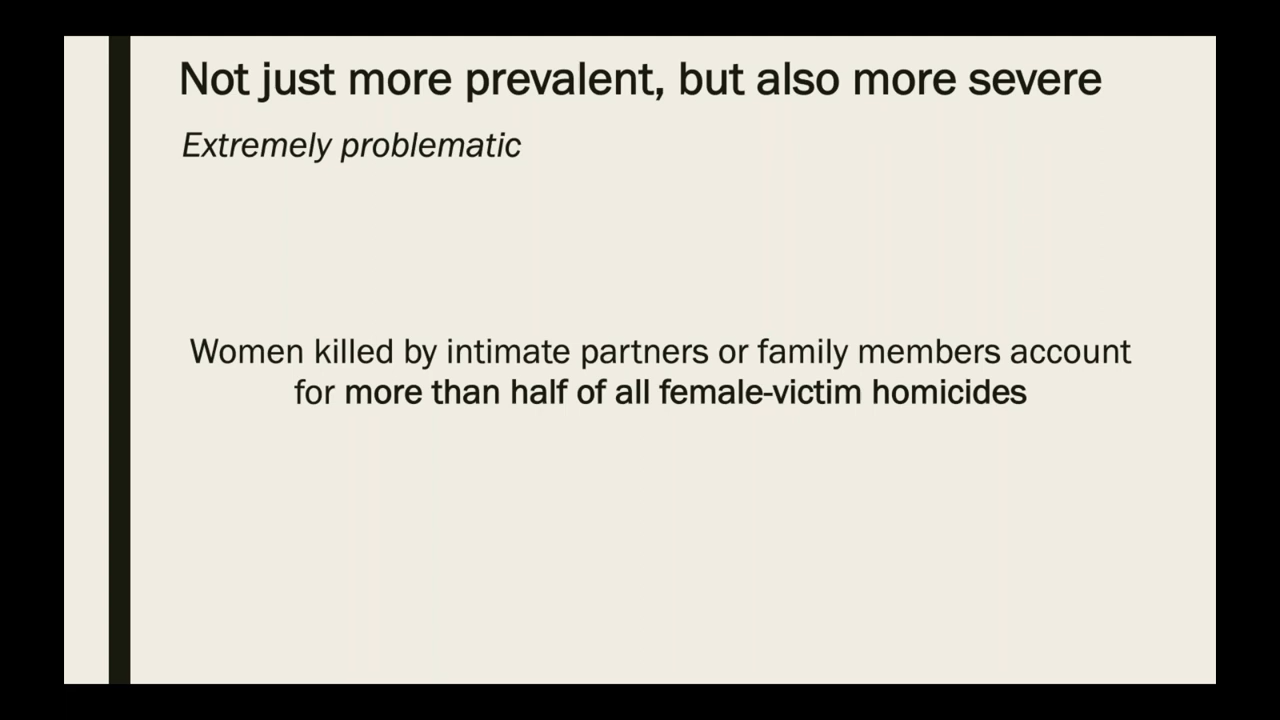 Not just more prevalent, but also more severe
Extremely problematic
Women killed by intimate partners or family members account
for more than half of all female-victim homicides